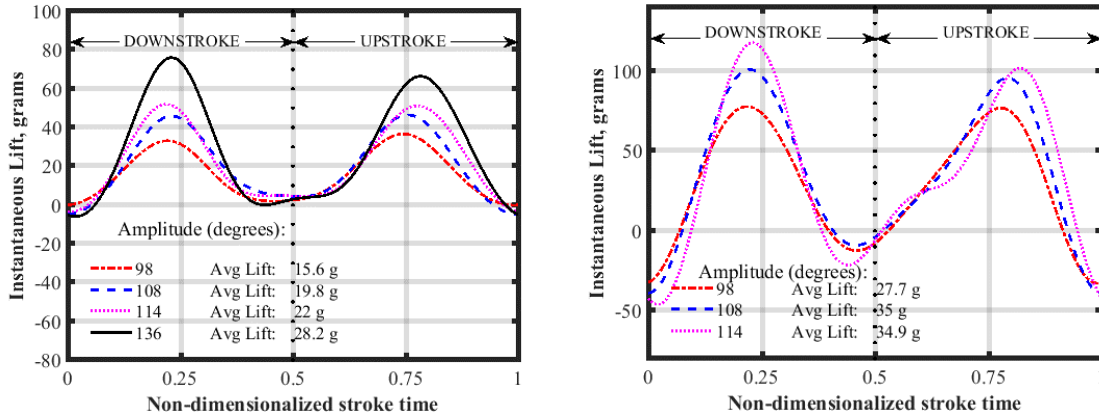 100
80
60
40
20
0
-20
-40
-60
-80
Instantaneous Lift, grams
DOWNSTROKE UPSTROKE
Amplitude (degrees):
98 Avg Lift: 15.6 g
108 Avg Lift: 19.8 g
114 Avg Lift: 22 g
136 Avg Lift: 28.2 g
0 0.25 0.5 0.75 1
Non-dimensionalized stroke time
100
50
0
-50
Instantaneous Lift, grams
DOWNSTROKE UPSTROKE
Amplitude (degrees):
98 Avg Lift: 27.7 g
108 Avg Lift: 35 g
114 Avg Lift: 34.9 g
0 0.25 0.5 0.75 1
Non-dimensionalized stroke time